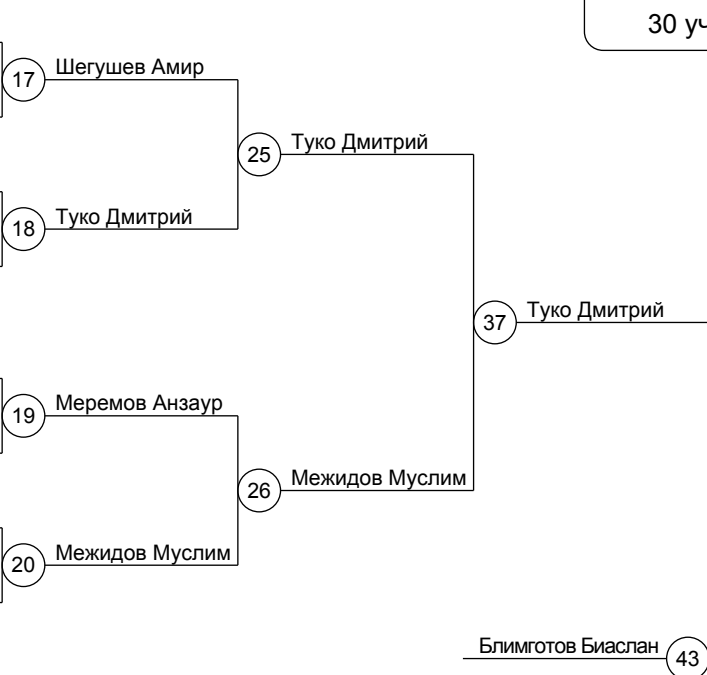 30 уч
17 Шегушев Амир
25 Туко Дмитрий
18 Туко Дмитрий
37 Туко Дмитрий
19 Меремов Анзаур
26 Межидов Муслим
20 Межидов Муслим
Блимготов Биаслан 43